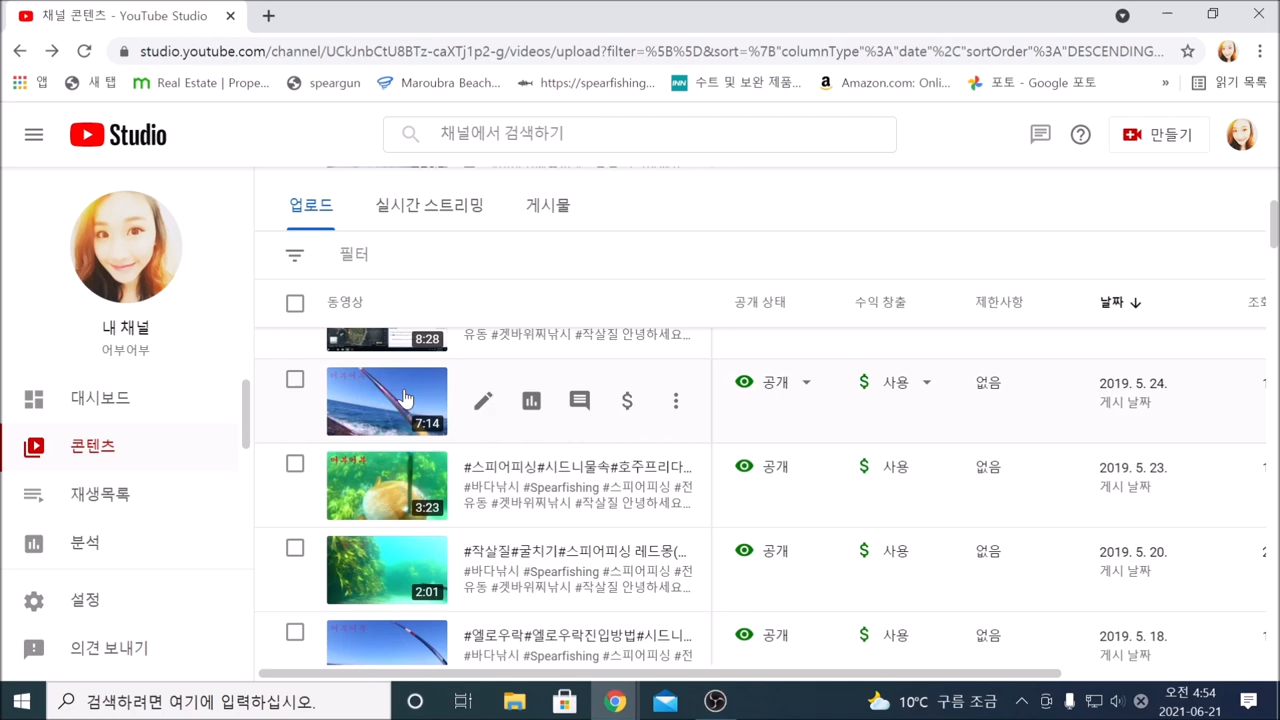 채널 콘텐츠 - YouTube Studio
studio.youtube.com/channel/UCkJnbCtU8BTz-caXTj1p2-g/videos/upload?filter=%5B%5D&sort=%7B"columnType"%3A"date"%2C"sortOrder"%3A"DESCENDING...
앱 새 탭 Real Estate | Prope... speargun Maroubra Beach... https://spearfishing... INN 수트 및 보완 제품... Amazon.com: Onli... 포토 - Google 포토 » 읽기 목록
Studio 채널에서 검색하기 만들기
업로드 실시간 스트리밍 게시물
필터
동영상 공개 상태 수익 창출 제한사항 날짜 조회
내 채널
어부어부
대시보드
콘텐츠
재생목록
분석
설정
의견 보내기
8:28 유동 #겟바위찌낚시 #작살질 안녕하세요...
7:14 공개 사용 없음 2019. 5. 24.
게시 날짜
어부어부
#스피어피싱#시드니물속#호주프리다... 공개 사용 없음 2019. 5. 23.
#바다낚시 #Spearfishing #스피어피싱 #전 게시 날짜
3:23 유동 #겟바위찌낚시 #작살질 안녕하세요...
#작살질#굴치기#스피어피싱 레드몽(... 공개 사용 없음 2019. 5. 20.
#바다낚시 #Spearfishing #스피어피싱 #전 게시 날짜
2:01 유동 #겟바위찌낚시 #작살질 안녕하세요...
#엘로우락#엘로우락진입방법#시드니... 공개 사용 없음 2019. 5. 18.
#바다낚시 #Spearfishing #스피어피싱 #전 게시 날짜
검색하려면 여기에 입력하십시오. 10℃ 구름 조금 오전 4:54
2021-06-21